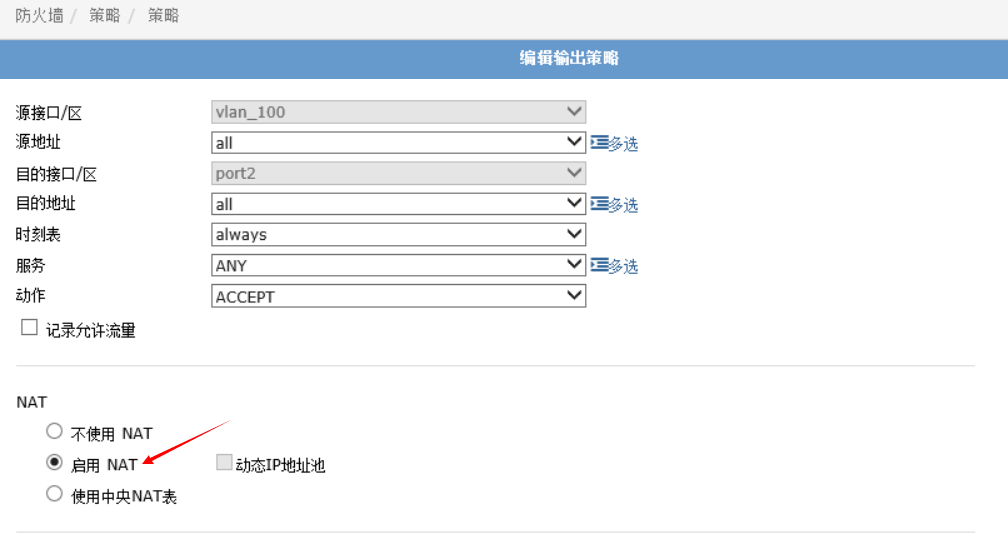 防火墙 / 策略 / 策略
编辑输出策略
源接口/区 vlan_100
源地址 all 多选
目的接口/区 port2
目的地址 all 多选
时刻表 always
服务 ANY 多选
动作 ACCEPT
记录允许流量
NAT
不使用 NAT
启用 NAT 动态IP地址池
使用中央NAT表